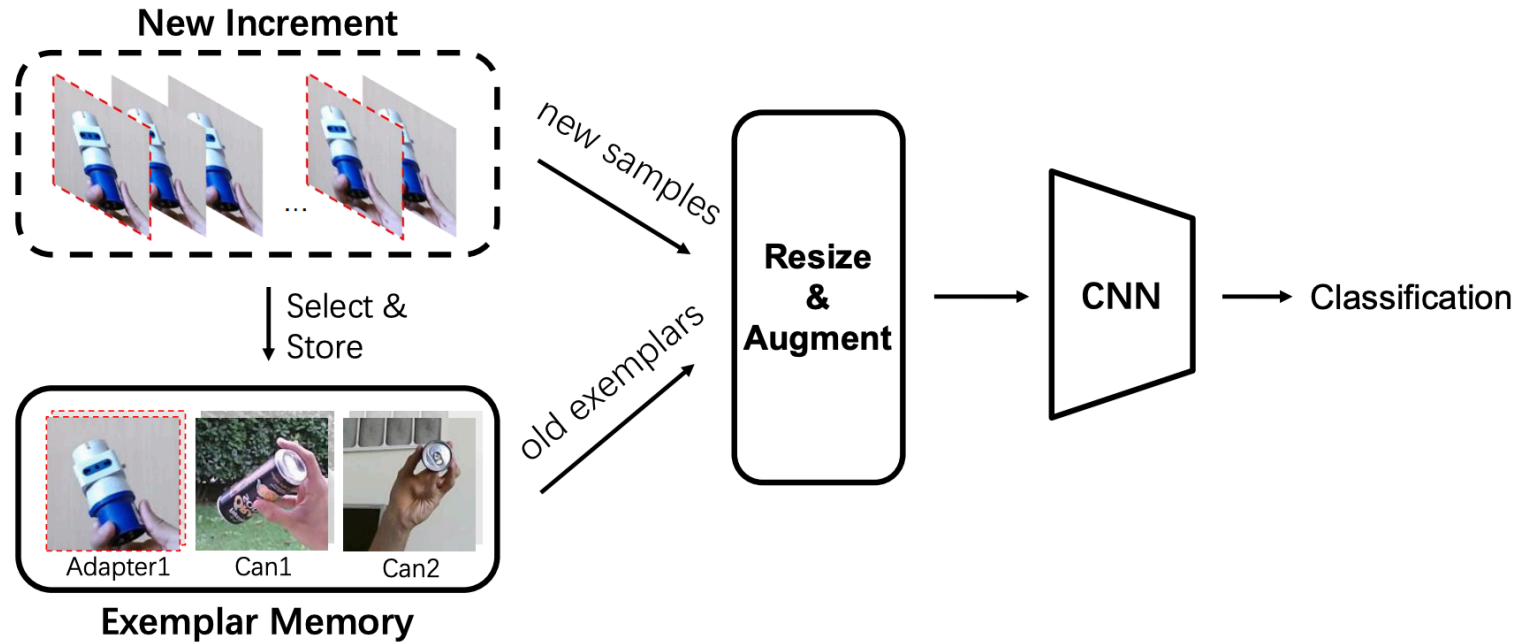 New Increment
...
new samples
Select &
Store
Resize
&
Augment
CNN
Classification
old exemplars
Adapter1
Can1
Can2
Exemplar Memory